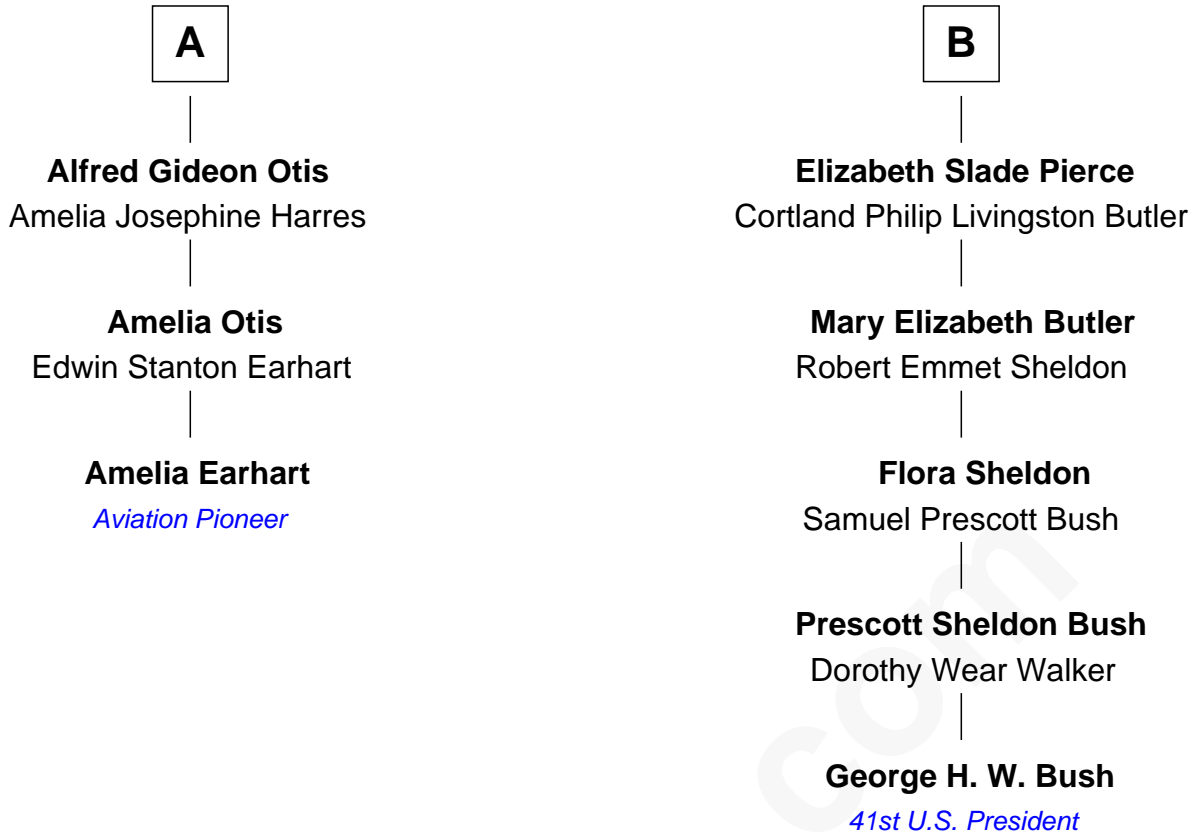 A
Alfred Gideon Otis
Amelia Josephine Harres
Amelia Otis
Edwin Stanton Earhart
Amelia Earhart
Aviation Pioneer
B
Elizabeth Slade Pierce
Cortland Philip Livingston Butler
Mary Elizabeth Butler
Robert Emmet Sheldon
Flora Sheldon
Samuel Prescott Bush
Prescott Sheldon Bush
Dorothy Wear Walker
George H. W. Bush
41st U.S. President
com